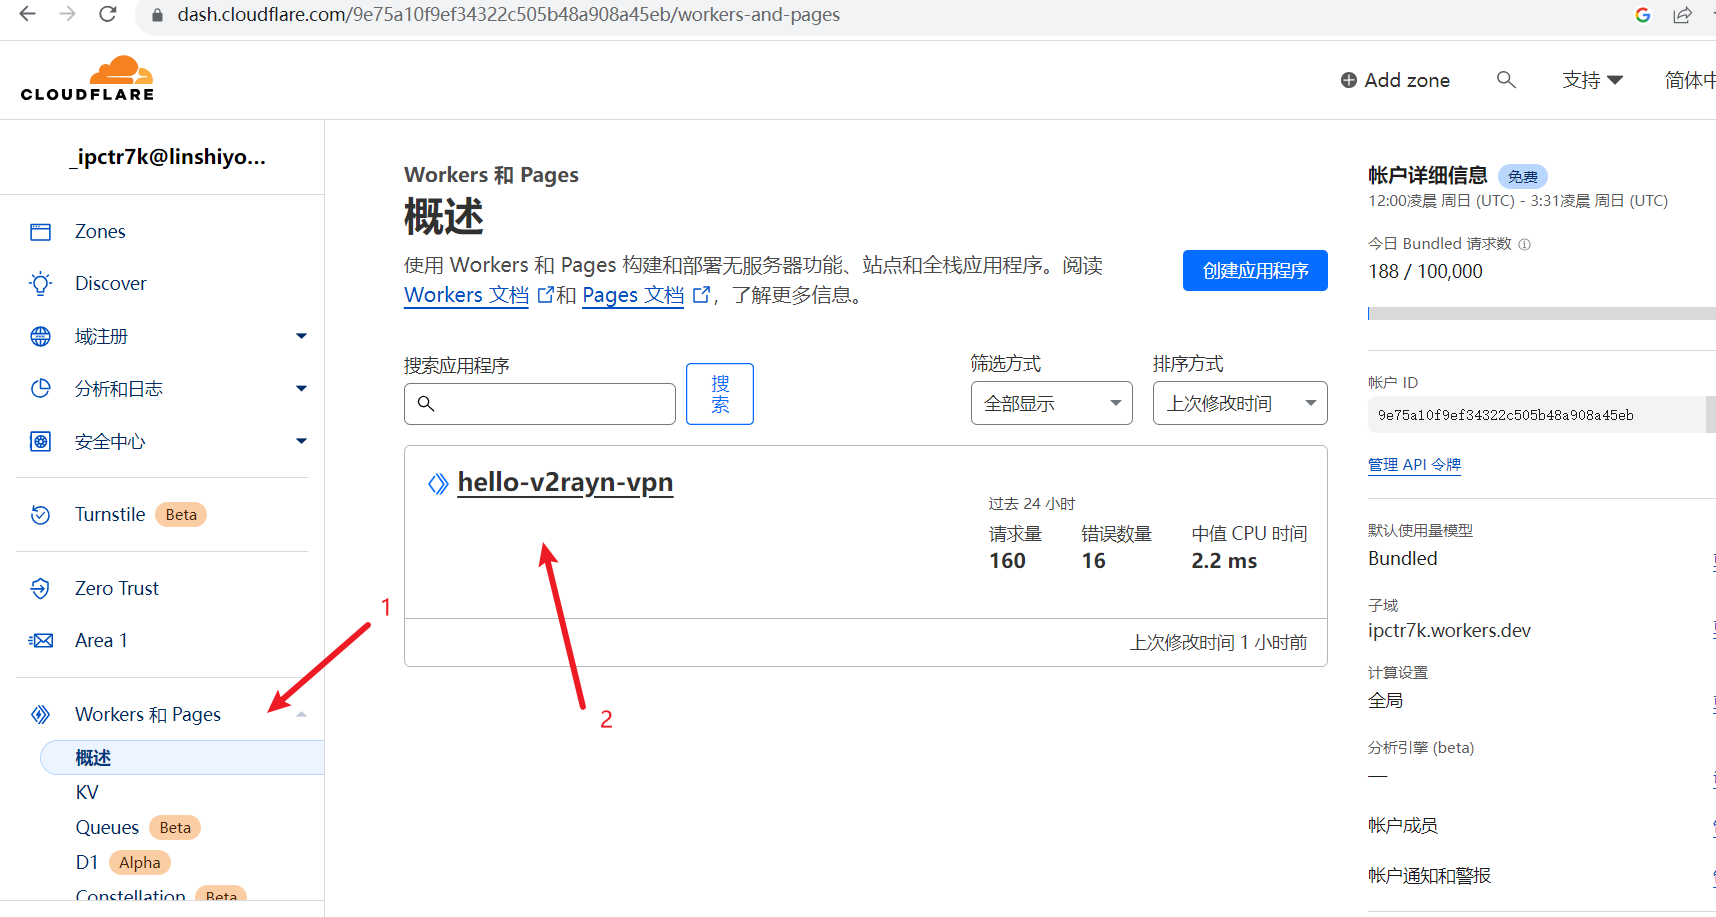 dash.cloudflare.com/9e75a10f9ef34322c505b48a908a45eb/workers-and-pages
CLOUDFLARE
Add zone
支持
简体中
_ipctr7k@linshiyo...
Zones
Discover
域注册
分析和日志
安全中心
Turnstile Beta
Zero Trust
Area 1
Workers 和 Pages
概述
KV
Queues Beta
D1 Alpha
Constellation Beta
Workers 和 Pages
概述
使用 Workers 和 Pages 构建和部署无服务器功能、站点和全栈应用程序。阅读
Workers 文档 和 Pages 文档 ，了解更多信息。
创建应用程序
搜索应用程序
搜
索
筛选方式
全部显示
排序方式
上次修改时间
hello-v2rayn-vpn
过去 24 小时
请求量 错误数量 中值 CPU 时间
160 16 2.2 ms
上次修改时间 1 小时前
1
2
帐户详细信息 免费
12:00凌晨 周日 (UTC) - 3:31凌晨 周日 (UTC)
今日 Bundled 请求数
188 / 100,000
帐户 ID
9e75a10f9ef34322c505b48a908a45eb
管理 API 令牌
默认使用量模型
Bundled
子域
ipctr7k.workers.dev
计算设置
全局
分析引擎 (beta)
—
帐户成员
帐户通知和警报